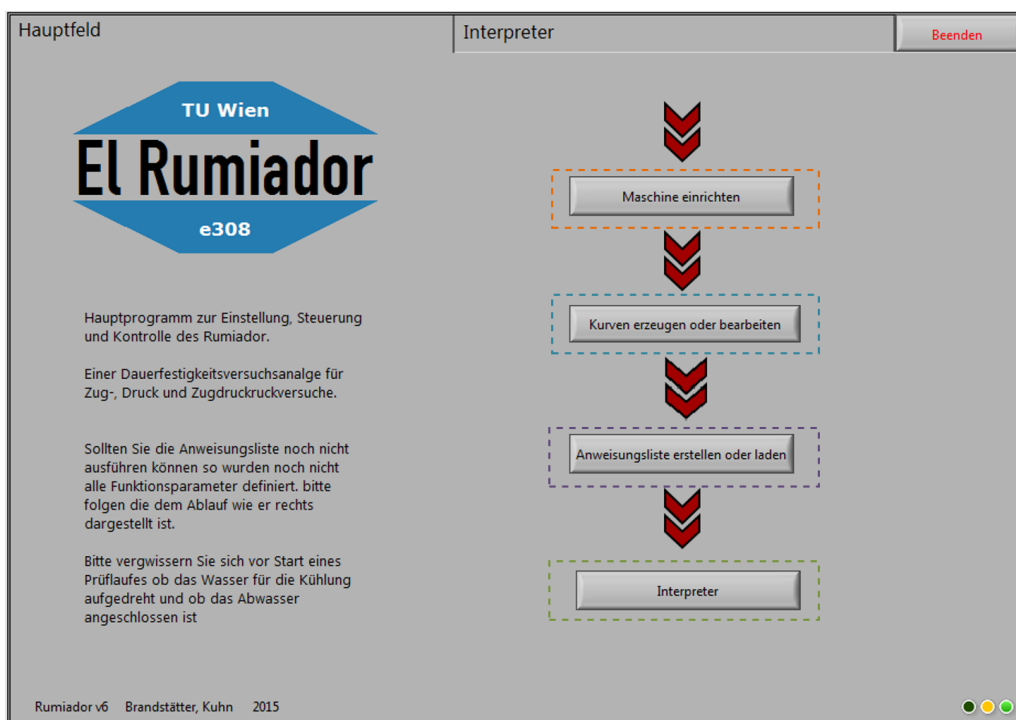 Hauptfeld
Interpreter
Beenden
TU Wien
El Rumiador
e308
Hauptprogramm zur Einstellung, Steuerung
und Kontrolle des Rumiador.
Einer Dauerfestigkeitsversuchsanalge für
Zug-, Druck und Zugdruckruckversuche.
Sollten Sie die Anweisungsliste noch nicht
ausführen können so wurden noch nicht
alle Funktionsparameter definiert. bitte
folgen die dem Ablauf wie er rechts
dargestellt ist.
Bitte vergwissern Sie sich vor Start eines
Prüflaufes ob das Wasser für die Kühlung
aufgedreht und ob das Abwasser
angeschlossen ist
Maschine einrichten
Kurven erzeugen oder bearbeiten
Anweisungsliste erstellen oder laden
Interpreter
Rumiador v6 Brandstätter, Kuhn 2015